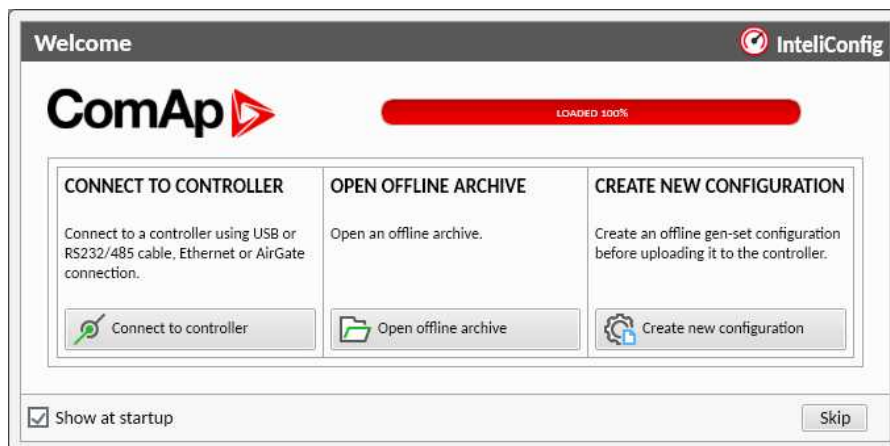 Welcome
InteliConfig
ComAp
LOADED 100%
CONNECT TO CONTROLLER
Connect to a controller using USB or
RS232/485 cable, Ethernet or AirGate
connection.
Connect to controller
OPEN OFFLINE ARCHIVE
Open an offline archive.
Open offline archive
CREATE NEW CONFIGURATION
Create an offline gen-set configuration
before uploading it to the controller.
Create new configuration
Show at startup
Skip